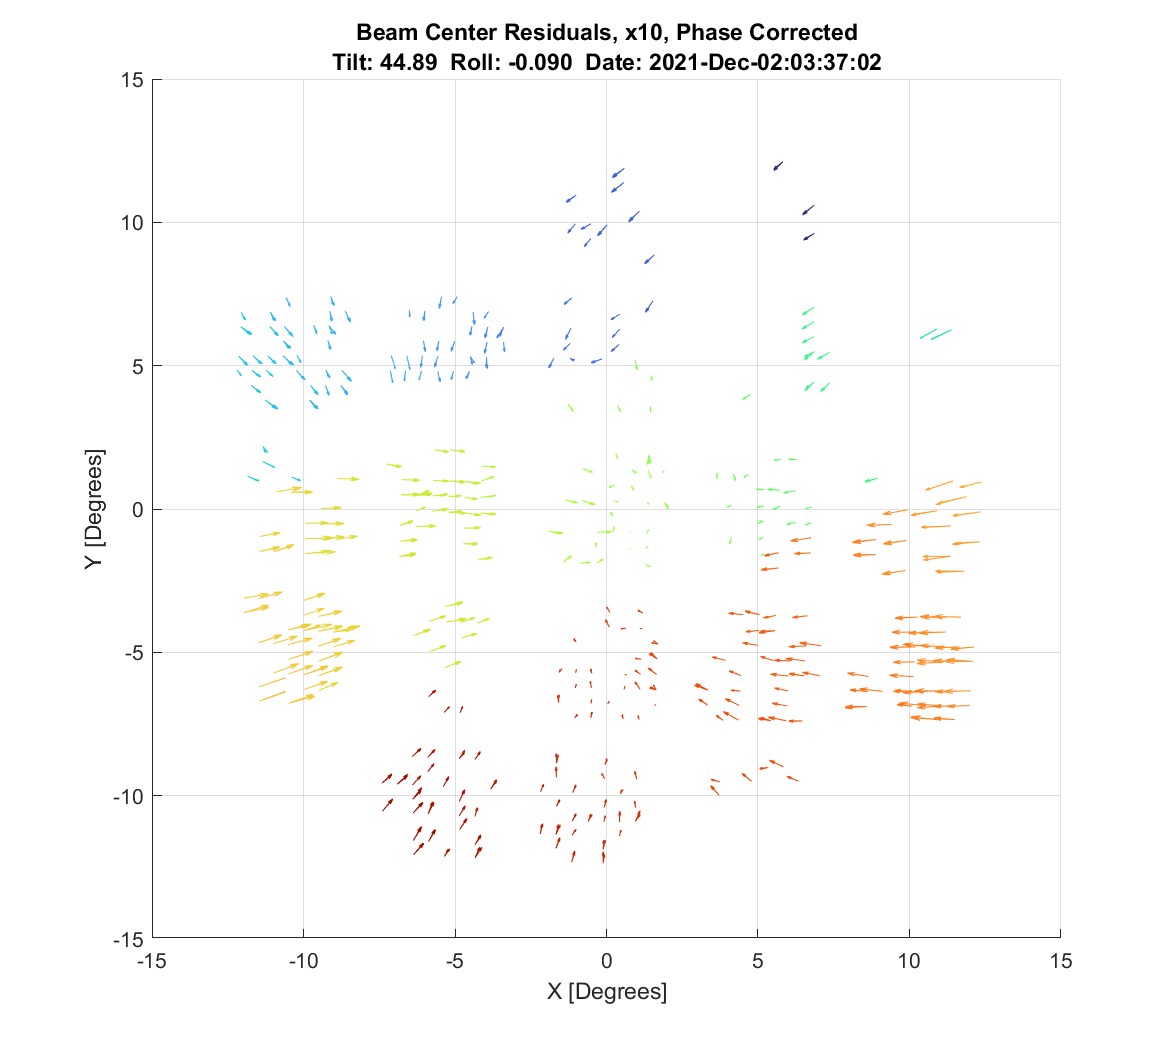 Beam Center Residuals, x10, Phase Corrected
Tilt: 44.89 Roll: -0.090 Date: 2021-Dec-02:03:37:02
15
10
5
0
-5
-10
-15
Y [Degrees]
-15 -10 -5 0 5 10 15
X [Degrees]